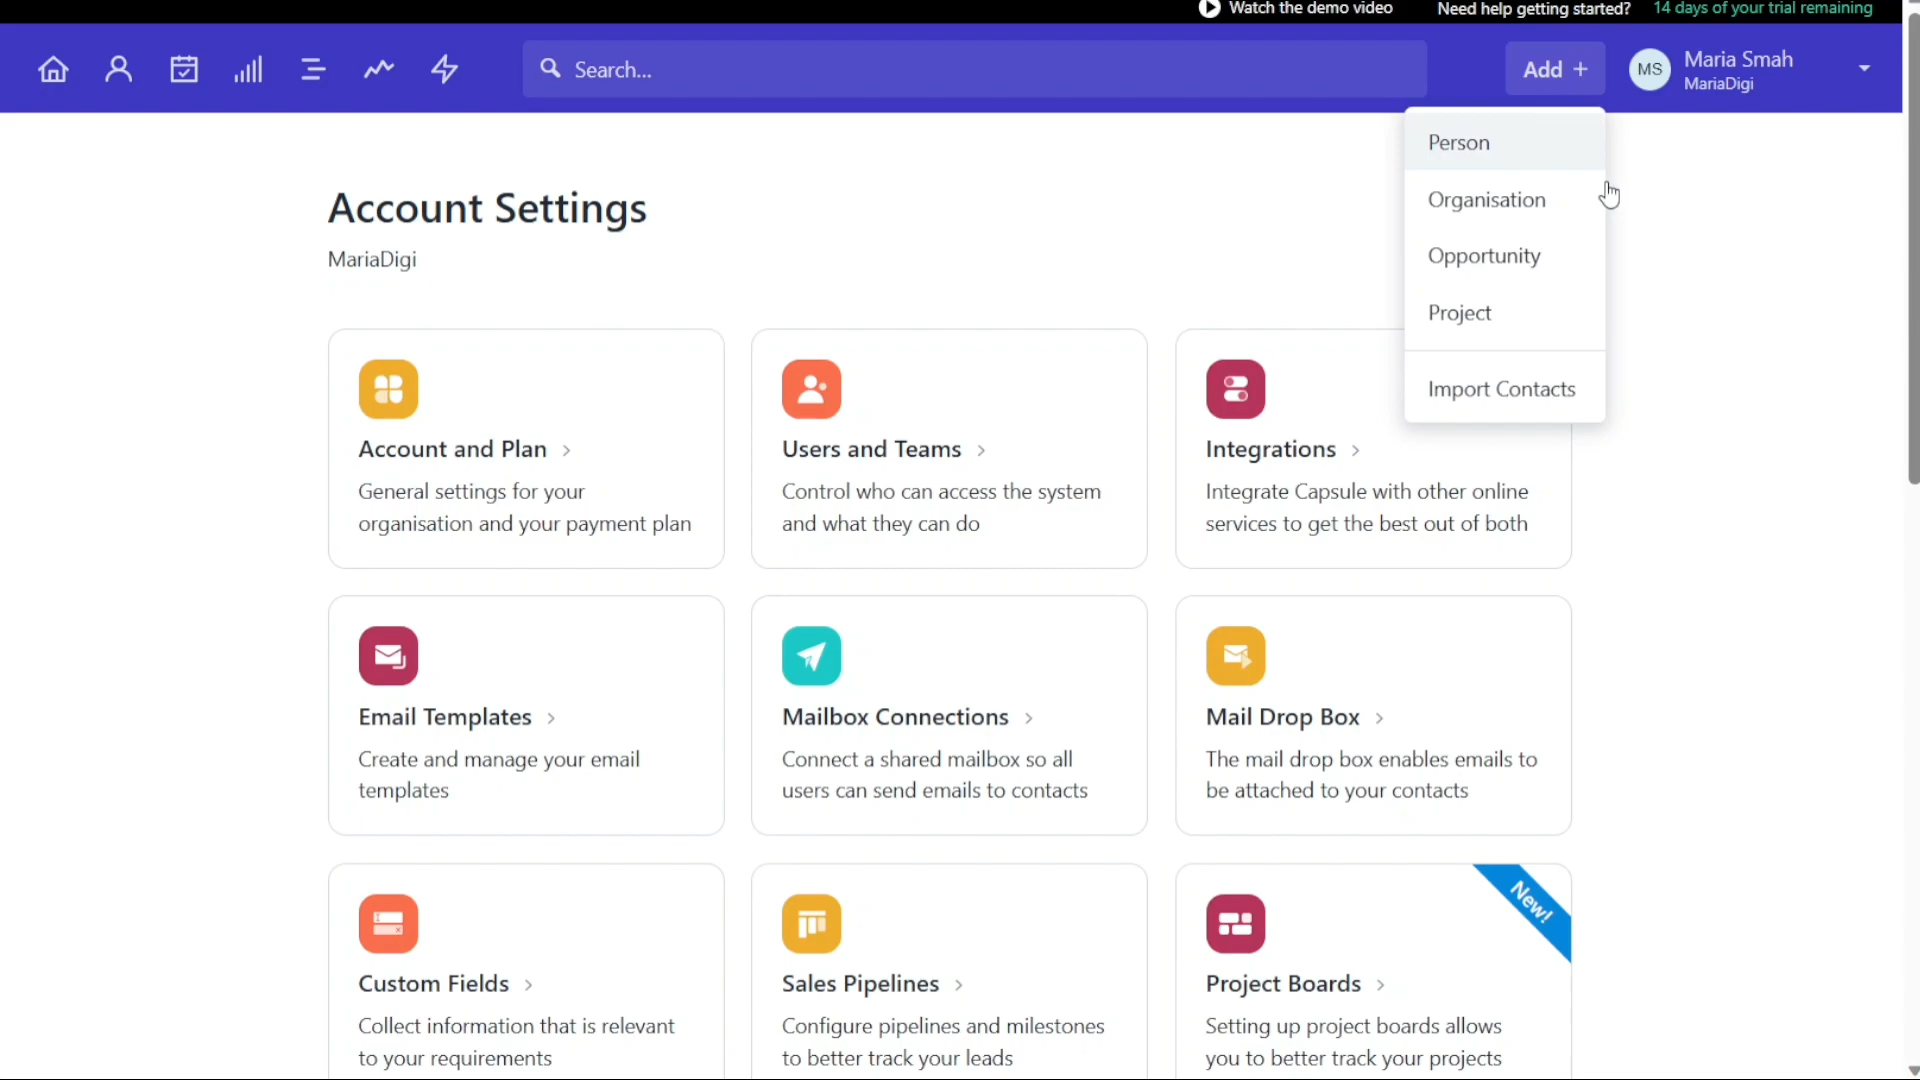 Watch the demo video
Need help getting started?
14 days of your trial remaining
Search...
Add +
MS
Maria Smah
MariaDigi
Person
Organisation
Opportunity
Project
Import Contacts
Account Settings
MariaDigi
Account and Plan
General settings for your
organisation and your payment plan
Users and Teams
Control who can access the system
and what they can do
Integrations
Integrate Capsule with other online
services to get the best out of both
Email Templates
Create and manage your email
templates
Mailbox Connections
Connect a shared mailbox so all
users can send emails to contacts
Mail Drop Box
The mail drop box enables emails to
be attached to your contacts
Custom Fields
Collect information that is relevant
to your requirements
Sales Pipelines
Configure pipelines and milestones
to better track your leads
New!
Project Boards
Setting up project boards allows
you to better track your projects